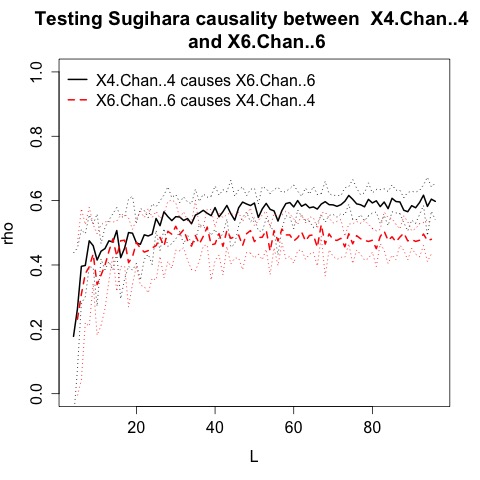 Testing Sugihara causality between  X4.Chan..4
and X6.Chan..6
X4.Chan..4 causes X6.Chan..6
X6.Chan..6 causes X4.Chan..4
rho
1.0
0.8
0.6
0.4
0.2
0.0
20 40 60 80
L